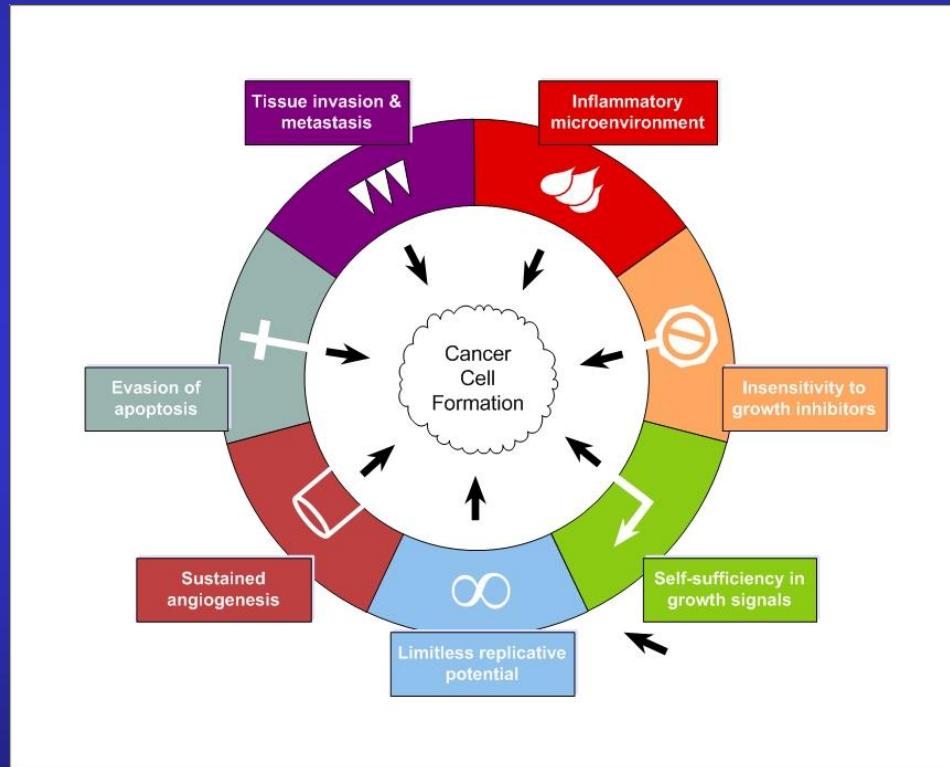 Tissue invasion &
metastasis
Inflammatory
microenvironment
Cancer
Cell
Formation
Evasion of
apoptosis
Insensitivity to
growth inhibitors
Sustained
angiogenesis
Self-sufficiency in
growth signals
Limitless replicative
potential